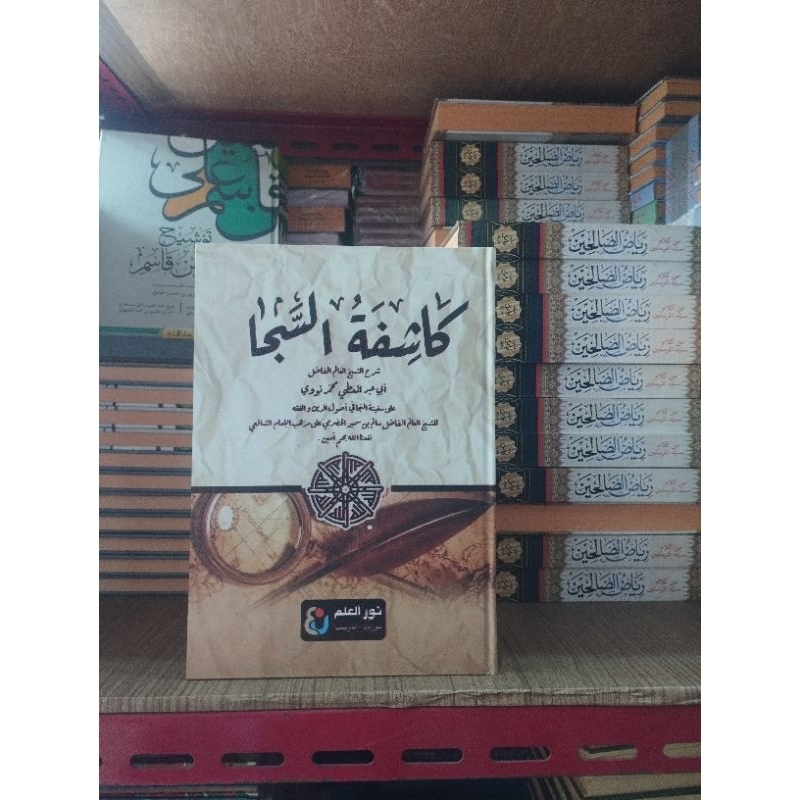 كَاشِفَةُ السَّجَا
شرح الشيخ العالم الفاضل
أبي عبد المعطي محمد نووي
على سفينة النجا في أصول الدين والفقه
للشيخ العالم الفاضل سالم بن سمير الحضرمي على مذهب الإمام الشافعي
نفعنا الله بهم آمين.
نور العلم
توشيح
رياض الصالحين
رياض الصالحين
رياض الصالحين
رياض الصالحين
رياض الصالحين
رياض الصالحين
رياض الصالحين
رياض الصالحين
رياض الصالحين
رياض الصالحين
رياض الصالحين
رياض الصالحين